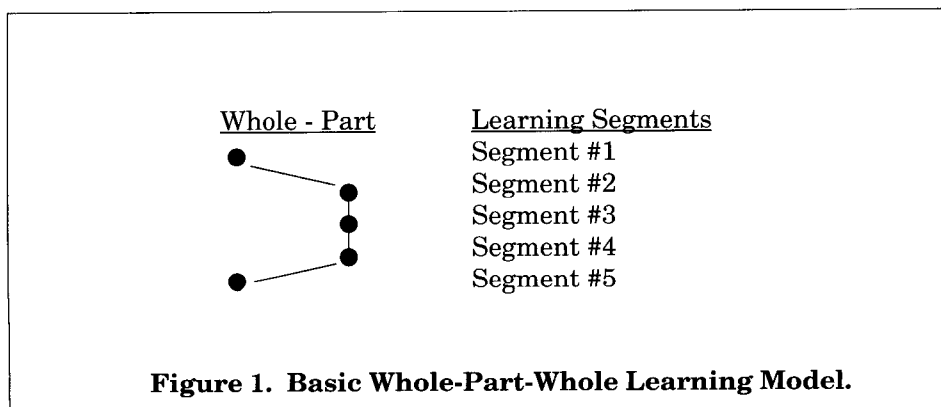 Whole - Part
Learning Segments
Segment #1
Segment #2
Segment #3
Segment #4
Segment #5
Figure 1. Basic Whole-Part-Whole Learning Model.